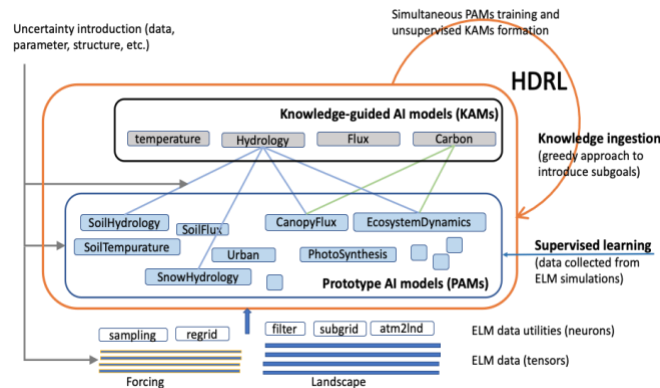 Uncertainty introduction (data,
parameter, structure, etc.)
Simultaneous PAMs training and
unsupervised KAMs formation
HDRL
Knowledge-guided AI models (KAMs)
temperature
Hydrology
Flux
Carbon
Knowledge ingestion
(greedy approach to
introduce subgoals)
SoilHydrology
SoilFlux
CanopyFlux
EcosystemDynamics
SoilTempurature
Urban
PhotoSynthesis
SnowHydrology
Prototype AI models (PAMs)
Supervised learning
(data collected from
ELM simulations)
sampling
regrid
filter
subgrid
atm2lnd
ELM data utilities (neurons)
ELM data (tensors)
Forcing
Landscape